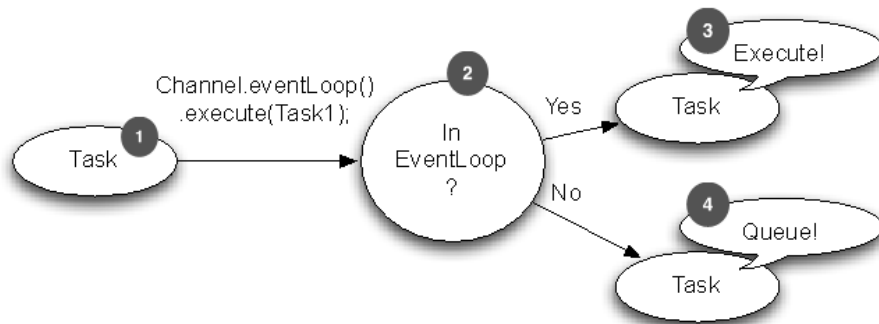 1
Task
Channel.eventLoop()
.execute(Task1);
2
In
EventLoop
?
Yes
3
Execute!
Task
No
4
Queue!
Task